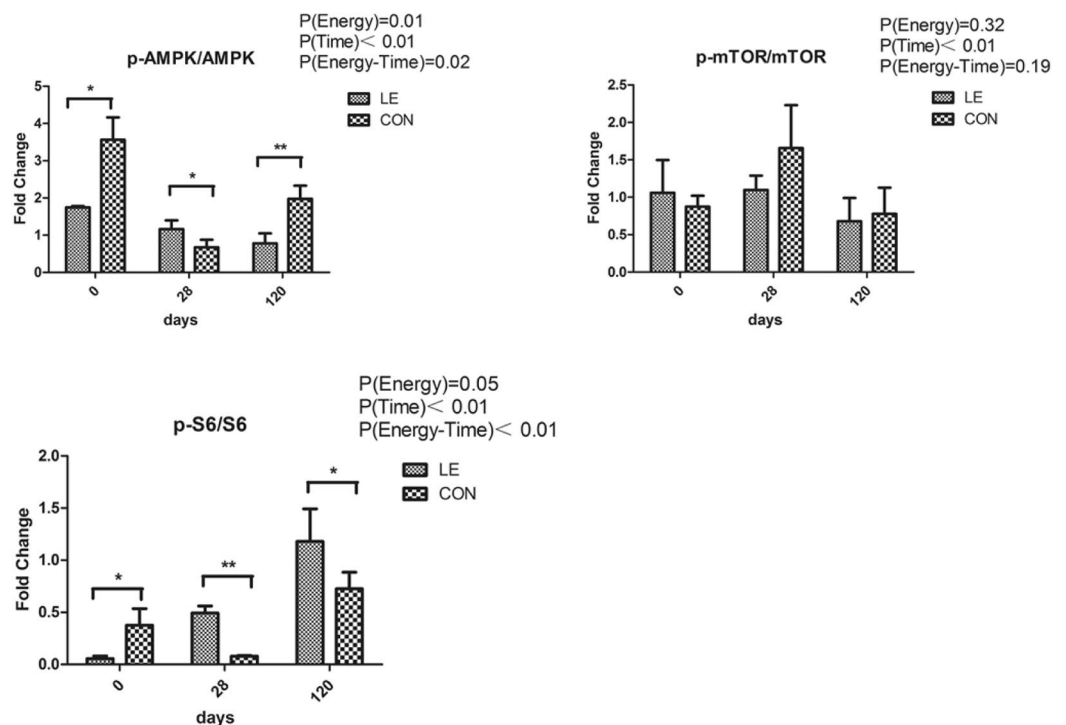 p-AMPK/AMPK
P(Energy)=0.01
P(Time)< 0.01
P(Energy-Time)=0.02
LE
CON
Fold Change
5
4
3
2
1
0
*
*
**
0
28
120
days
p-mTOR/mTOR
P(Energy)=0.32
P(Time)< 0.01
P(Energy-Time)=0.19
LE
CON
Fold Change
2.5
2.0
1.5
1.0
0.5
0.0
0
28
120
days
p-S6/S6
P(Energy)=0.05
P(Time)< 0.01
P(Energy-Time)< 0.01
LE
CON
Fold Change
2.0
1.5
1.0
0.5
0.0
*
**
*
0
28
120
days